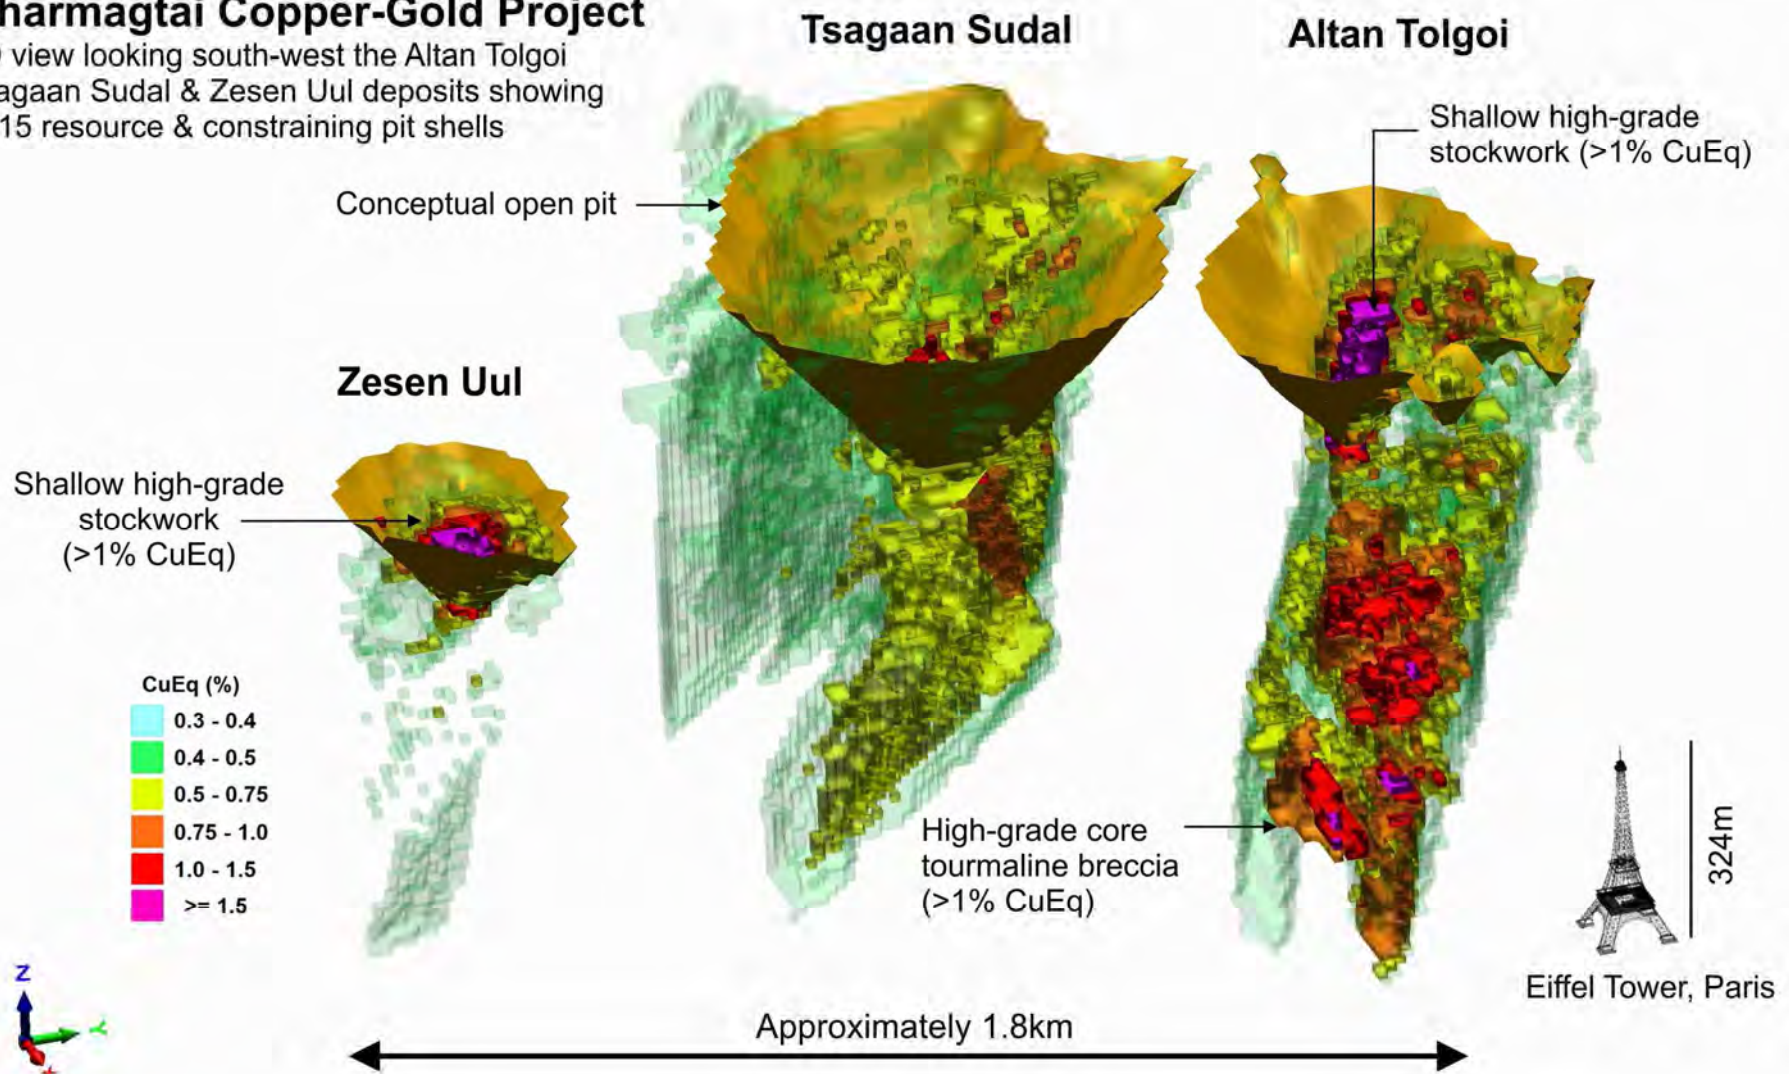 harmagtai Copper-Gold Project
view looking south-west the Altan Tolgoi
agaan Sudal & Zesen Uul deposits showing
15 resource & constraining pit shells
Tsagaan Sudal
Altan Tolgoi
Shallow high-grade
stockwork (>1% CuEq)
Conceptual open pit
Zesen Uul
Shallow high-grade
stockwork
(>1% CuEq)
CuEq (%)
0.3 - 0.4
0.4 - 0.5
0.5 - 0.75
0.75 - 1.0
1.0 - 1.5
>= 1.5
High-grade core
tourmaline breccia
(>1% CuEq)
324m
Eiffel Tower, Paris
Z
Y
Approximately 1.8km